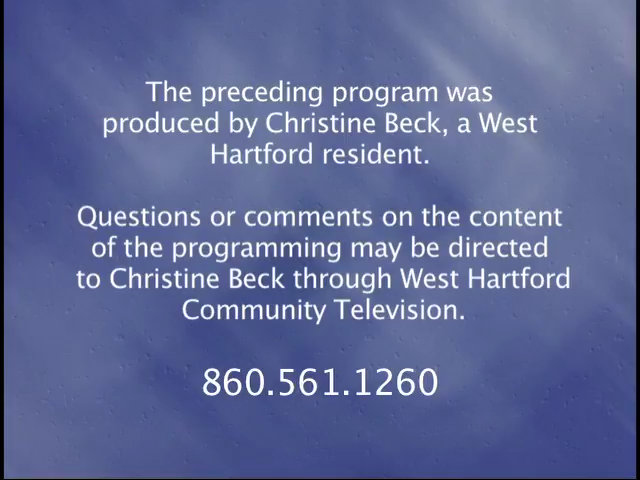 The preceding program was
produced by Christine Beck, a West
Hartford resident.
Questions or comments on the content
of the programming may be directed
to Christine Beck through West Hartford
Community Television.
860.561.1260